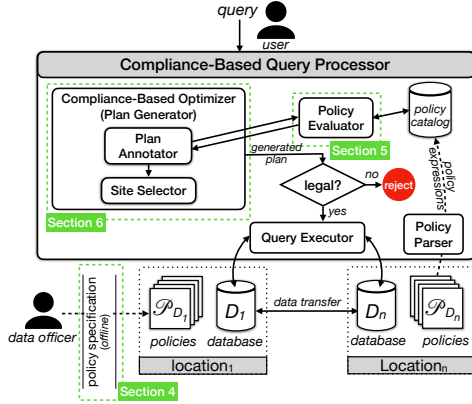 query
user
Compliance-Based Query Processor
Compliance-Based Optimizer
(Plan Generator)
Plan
Annotator
Site Selector
Section 6
Policy
Evaluator
Section 5
policy
catalog
generated
plan
legal?
no
reject
yes
policy
expressions
Query Executor
Policy
Parser
data officer
policy specification
(offline)
Section 4
𝒫D1
policies
D1
database
data transfer
Dn
database
𝒫Dn
policies
location1
Locationn